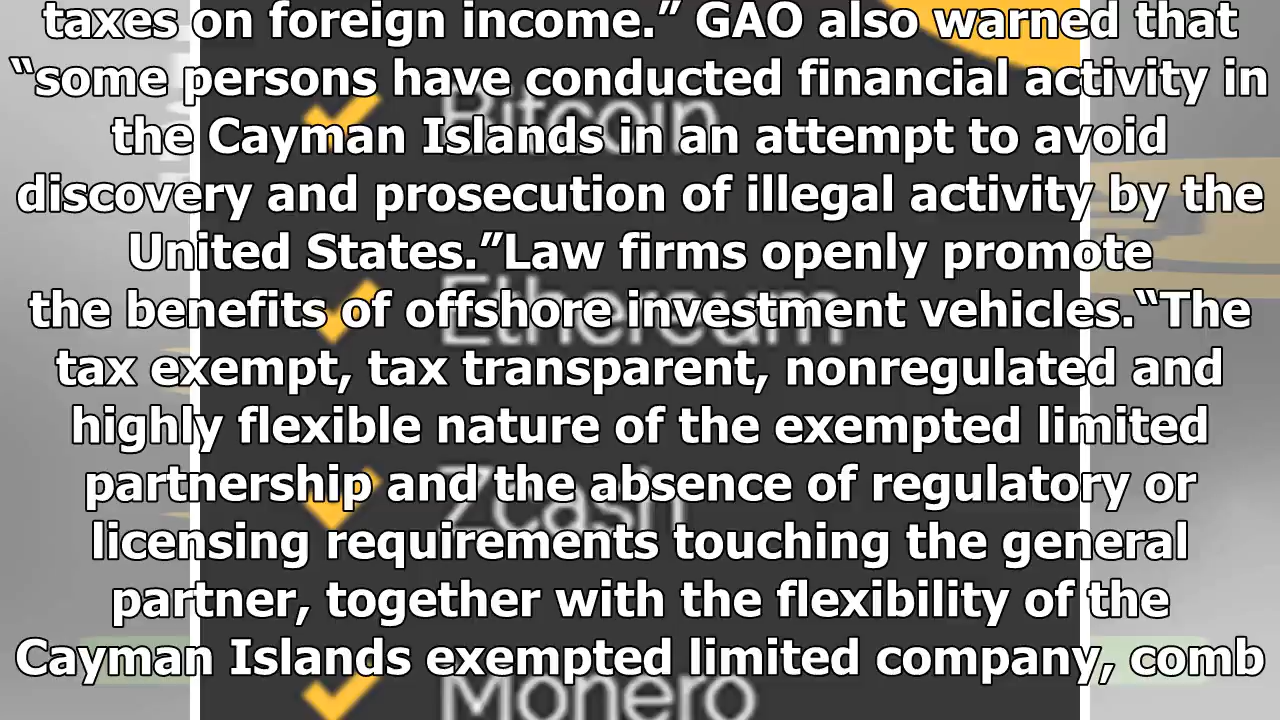 taxes on foreign income.” GAO also warned that
“some persons have conducted financial activity in
the Cayman Islands in an attempt to avoid
discovery and prosecution of illegal activity by the
United States.”Law firms openly promote
the benefits of offshore investment vehicles.“The
tax exempt, tax transparent, nonregulated and
highly flexible nature of the exempted limited
partnership and the absence of regulatory or
licensing requirements touching the general
partner, together with the flexibility of the
Cayman Islands exempted limited company, comb
Bitcoin
Ethereum
Zcash
Monero